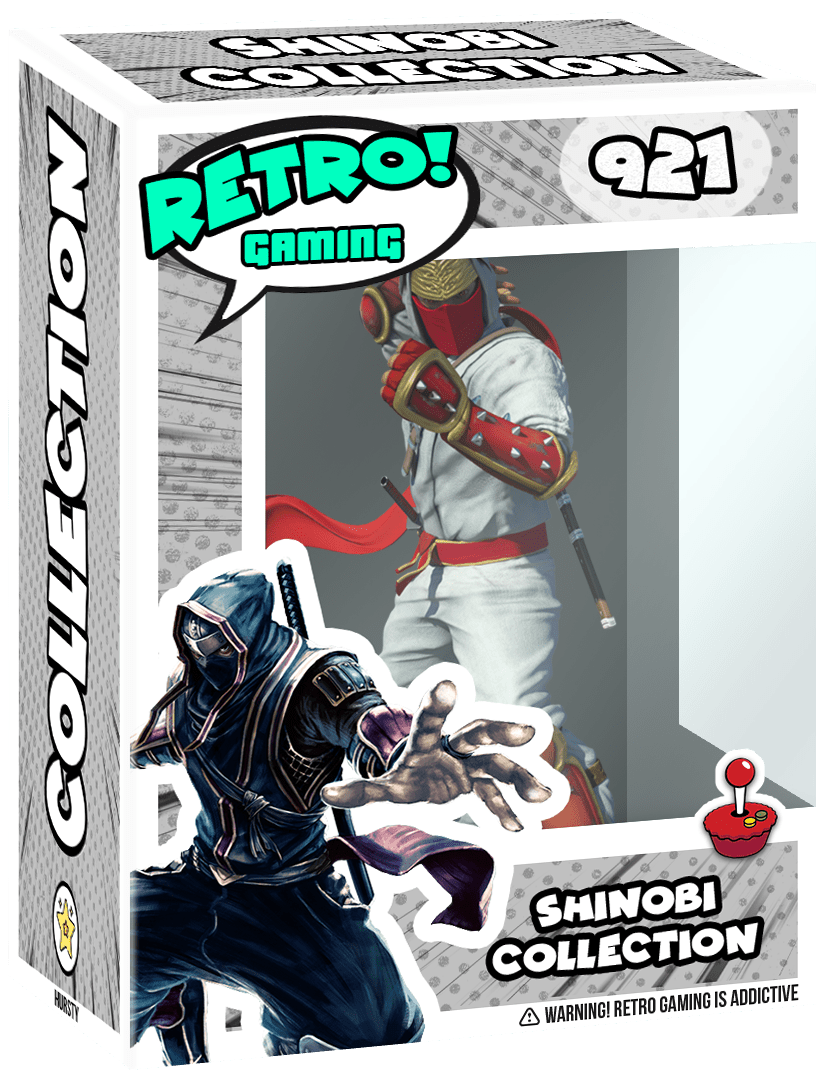 SHINOBI
COLLECTION
RETRO!
GAMING
921
COLLECTION
SHINOBI
COLLECTION
HURSTY
⚠ WARNING! RETRO GAMING IS ADDICTIVE